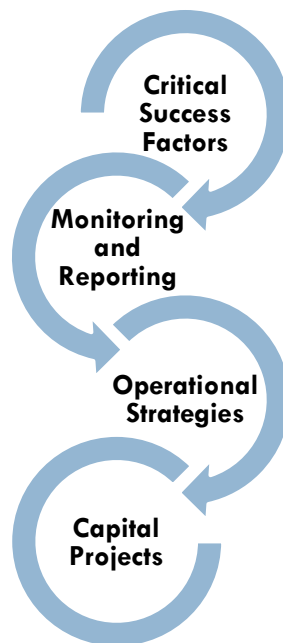 Critical
Success
Factors
Monitoring
and
Reporting
Operational
Strategies
Capital
Projects